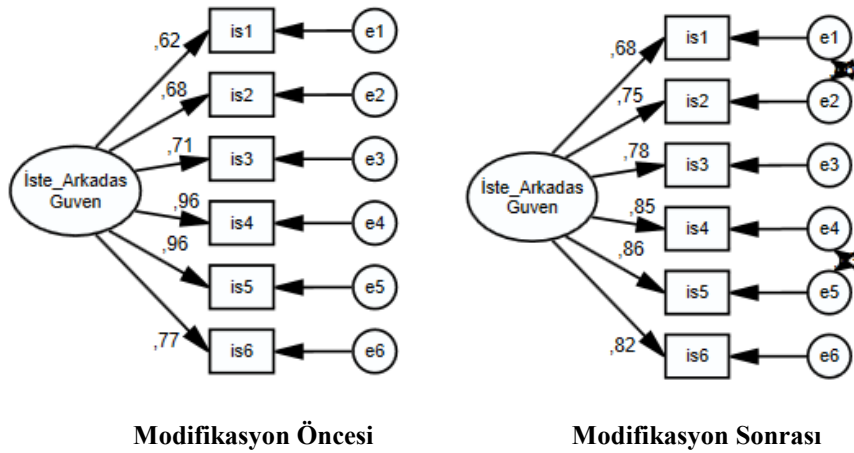 ,62
is1
e1
,68
is2
e2
,71
is3
e3
İste_Arkadas
Guven
,96
is4
e4
,96
is5
e5
,77
is6
e6
Modifikasyon Öncesi
,68
is1
e1
,75
is2
e2
,78
is3
e3
İste_Arkadas
Guven
,85
is4
e4
,86
is5
e5
,82
is6
e6
Modifikasyon Sonrası